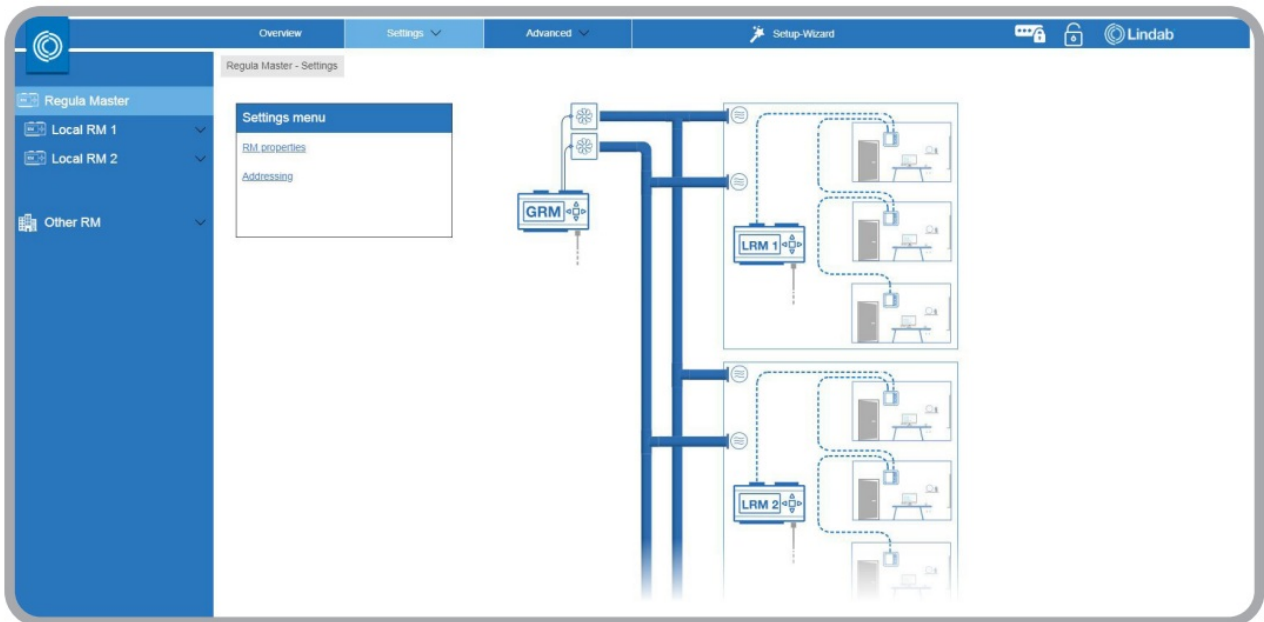 Overview
Settings
Advanced
Setup-Wizard
Lindab
Regula Master - Settings
Regula Master
Local RM 1
Local RM 2
Other RM
Settings menu
RM properties
Addressing
GRM
LRM 1
LRM 2